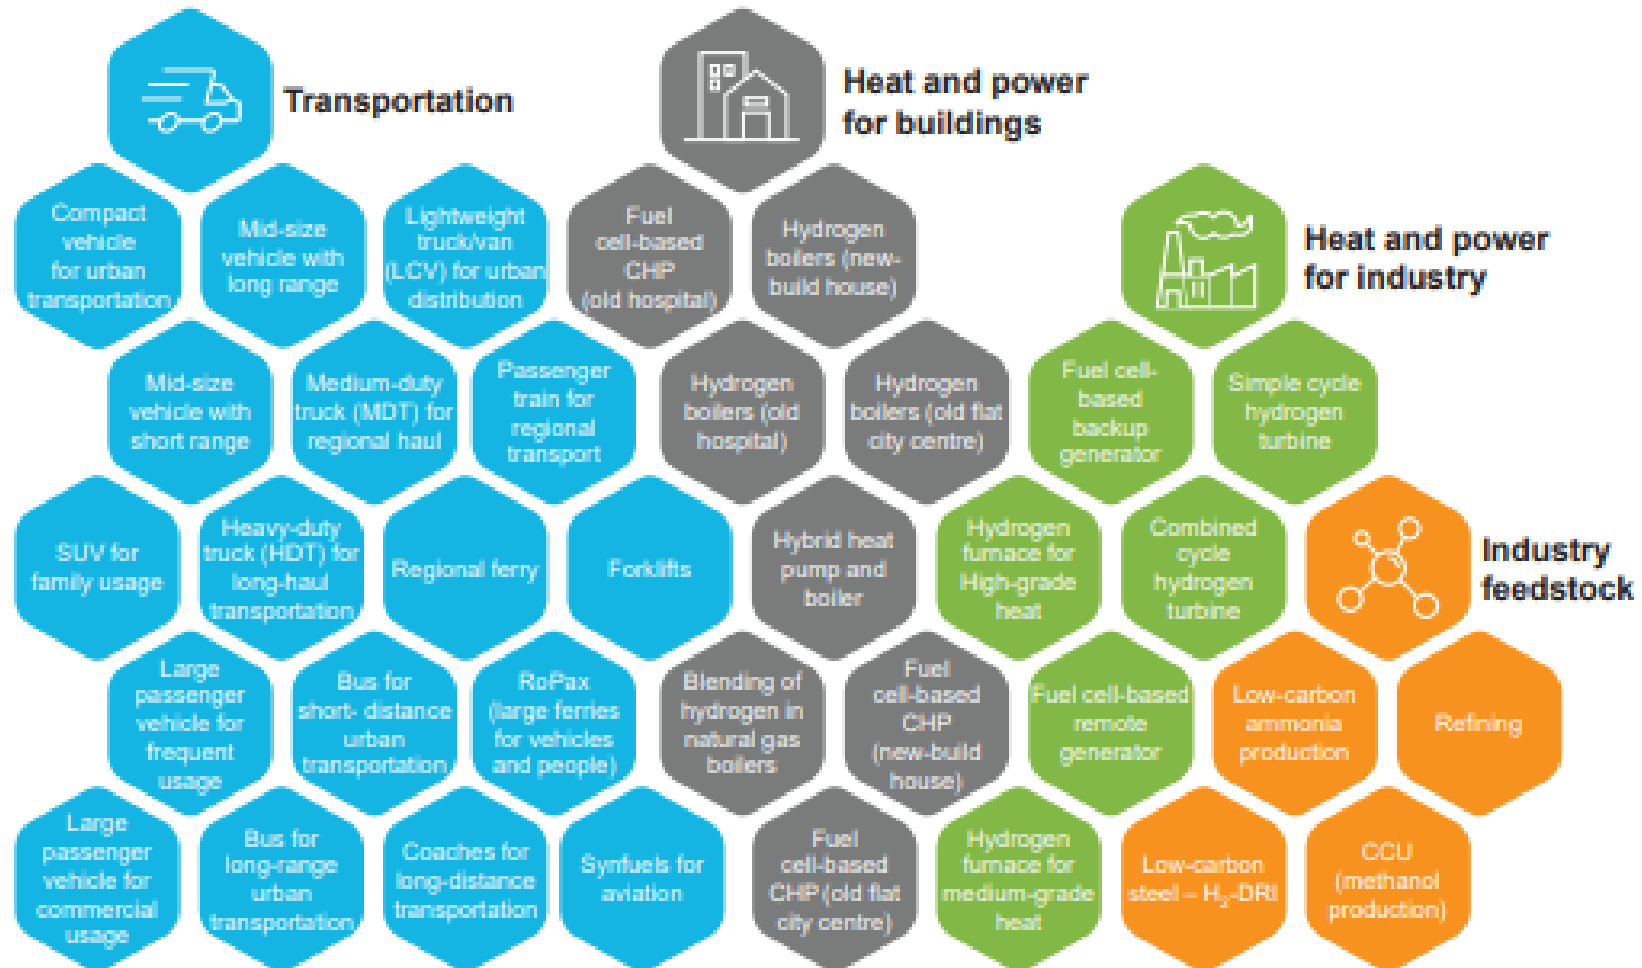 Transportation
Heat and power
for buildings
Compact
vehicle
for urban
transportation
Mid-size
vehicle with
long range
Lightweight
truck/van
(LCV) for urban
distribution
Fuel
cell-based
CHP
(old hospital)
Hydrogen
boilers (new-
build house)
Heat and power
for industry
Mid-size
vehicle with
short range
Medium-duty
truck (MDT) for
regional haul
Passenger
train for
regional
transport
Hydrogen
boilers (old
hospital)
Hydrogen
boilers (old flat
city centre)
Fuel cell-
based
backup
generator
Simple cycle
hydrogen
turbine
SUV for
family usage
Heavy-duty
truck (HDT) for
long-haul
transportation
Regional ferry
Forklifts
Hybrid heat
pump and
boiler
Hydrogen
furnace for
High-grade
heat
Combined
cycle
hydrogen
turbine
Industry
feedstock
Large
passenger
vehicle for
frequent
usage
Bus for
short- distance
urban
transportation
RoPax
(large ferries
for vehicles
and people)
Blending of
hydrogen in
natural gas
boilers
Fuel
cell-based
CHP
(new-build
house)
Fuel cell-based
remote
generator
Low-carbon
ammonia
production
Refining
Large
passenger
vehicle for
commercial
usage
Bus for
long-range
urban
transportation
Coaches for
long-distance
transportation
Synfuels for
aviation
Fuel
cell-based
CHP (old flat
city centre)
Hydrogen
furnace for
medium-grade
heat
Low-carbon
steel – H₂-DRI
CCU
(methanol
production)